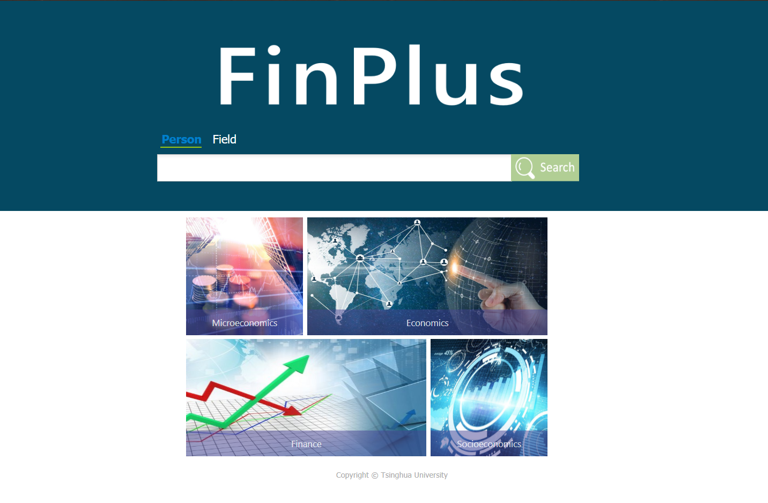 FinPlus
Person Field
Search
Microeconomics
Economics
Finance
Socioeconomics
Copyright © Tsinghua University